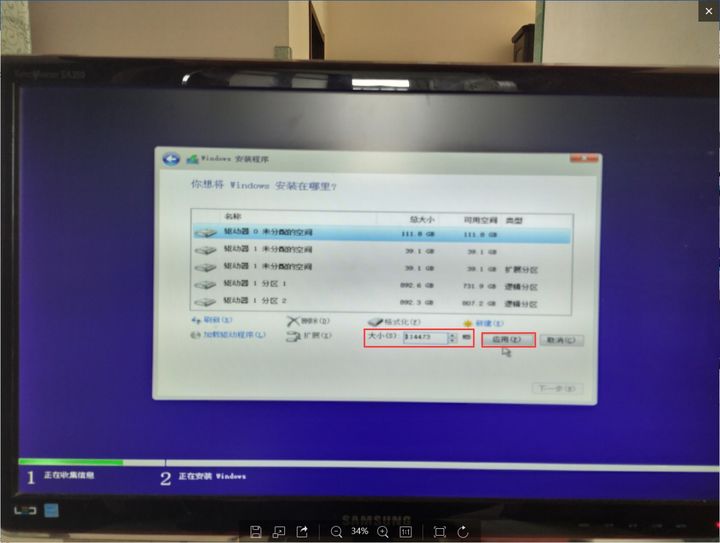 SyncMaster SA350
Windows 安装程序
你想将 Windows 安装在哪里?
名称 总大小 可用空间 类型
驱动器 0 未分配的空间 111.8 GB 111.8 GB
驱动器 1 未分配的空间 39.1 GB 39.1 GB
驱动器 1 未分配的空间 39.1 GB 39.1 GB 扩展分区
驱动器 1 分区 1 892.6 GB 731.9 GB 逻辑分区
驱动器 1 分区 2 892.3 GB 807.2 GB 逻辑分区
刷新(R) 删除(D) 格式化(F) 新建(E)
加载驱动程序(L) 扩展(X) 大小(S) 114473 MB 应用(P) 取消(C)
下一步(N)
1 正在收集信息 2 正在安装 Windows
LED
SAMSUNG
34%